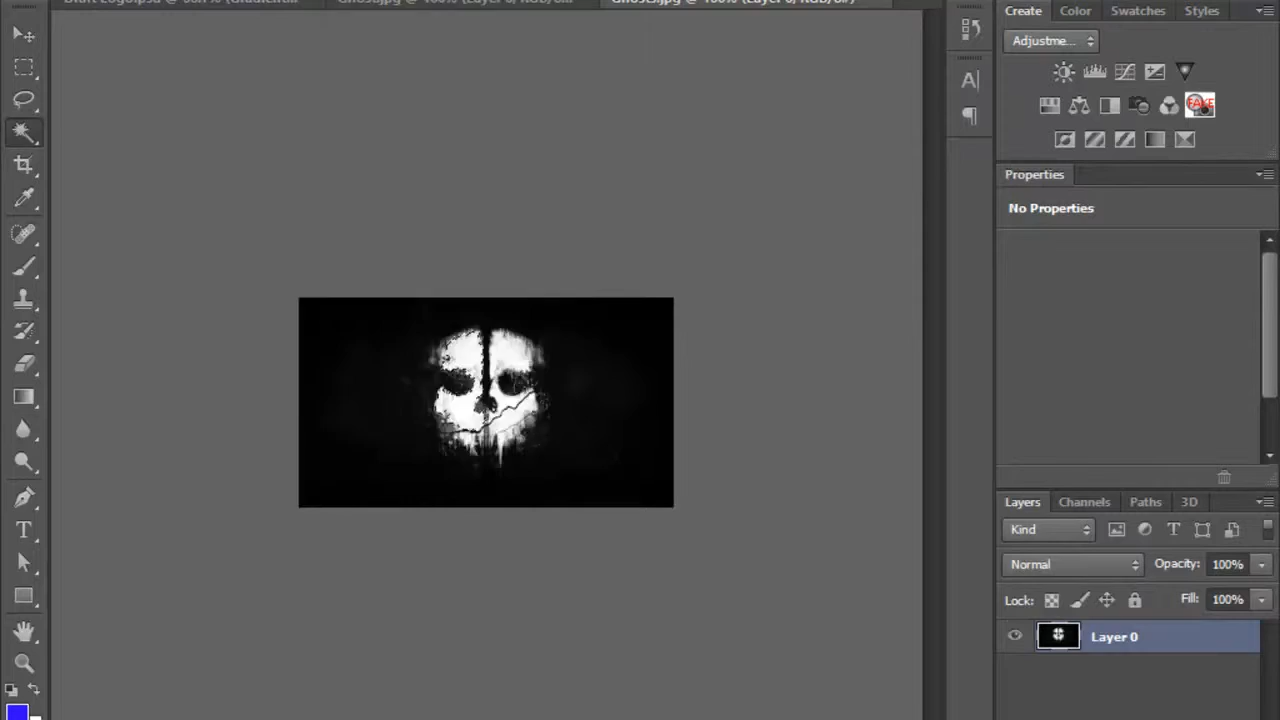 Create Color Swatches Styles
Adjustme...
FAKE
Properties
No Properties
Layers Channels Paths 3D
Kind
Normal Opacity: 100%
Lock: Fill: 100%
Layer 0